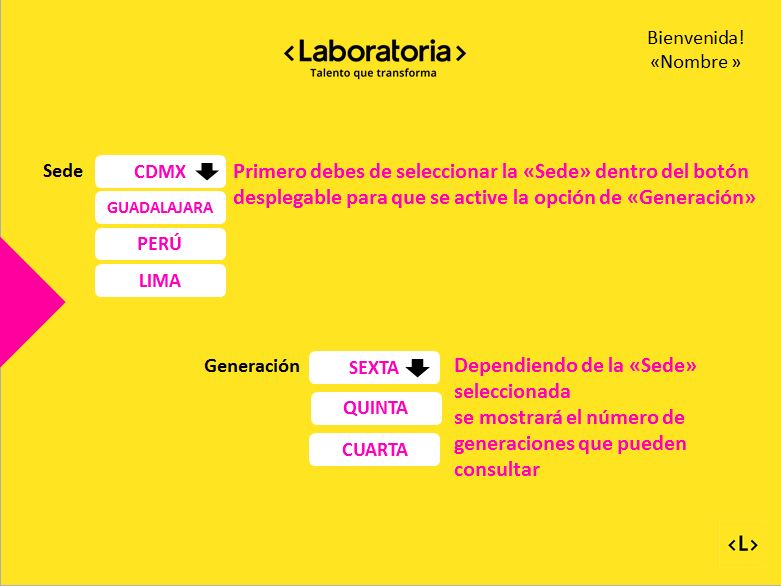 <Laboratoria>
Talento que transforma
Bienvenida!
«Nombre »
Sede
CDMX
GUADALAJARA
PERÚ
LIMA
Primero debes de seleccionar la «Sede» dentro del botón
desplegable para que se active la opción de «Generación»
Generación
SEXTA
QUINTA
CUARTA
Dependiendo de la «Sede»
seleccionada
se mostrará el número de
generaciones que pueden
consultar
<L>